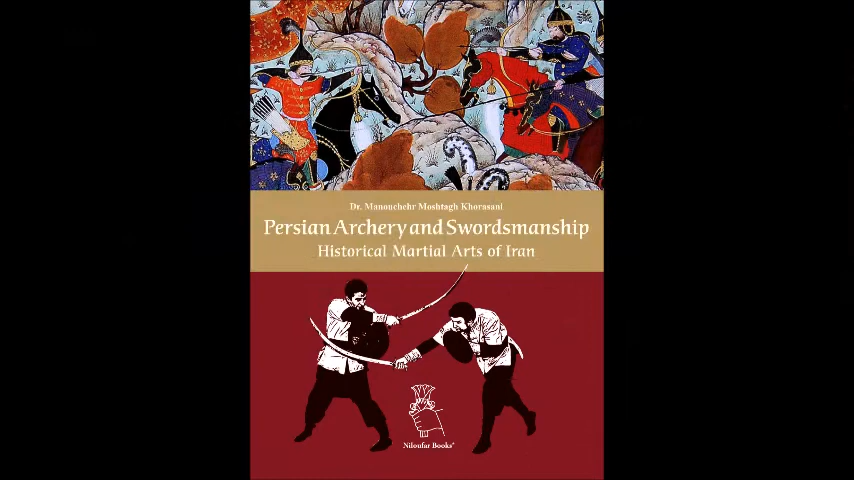 Dr. Manouchehr Moshtagh Khorasani
Persian Archery and Swordsmanship
Historical Martial Arts of Iran
Niloufar Books®